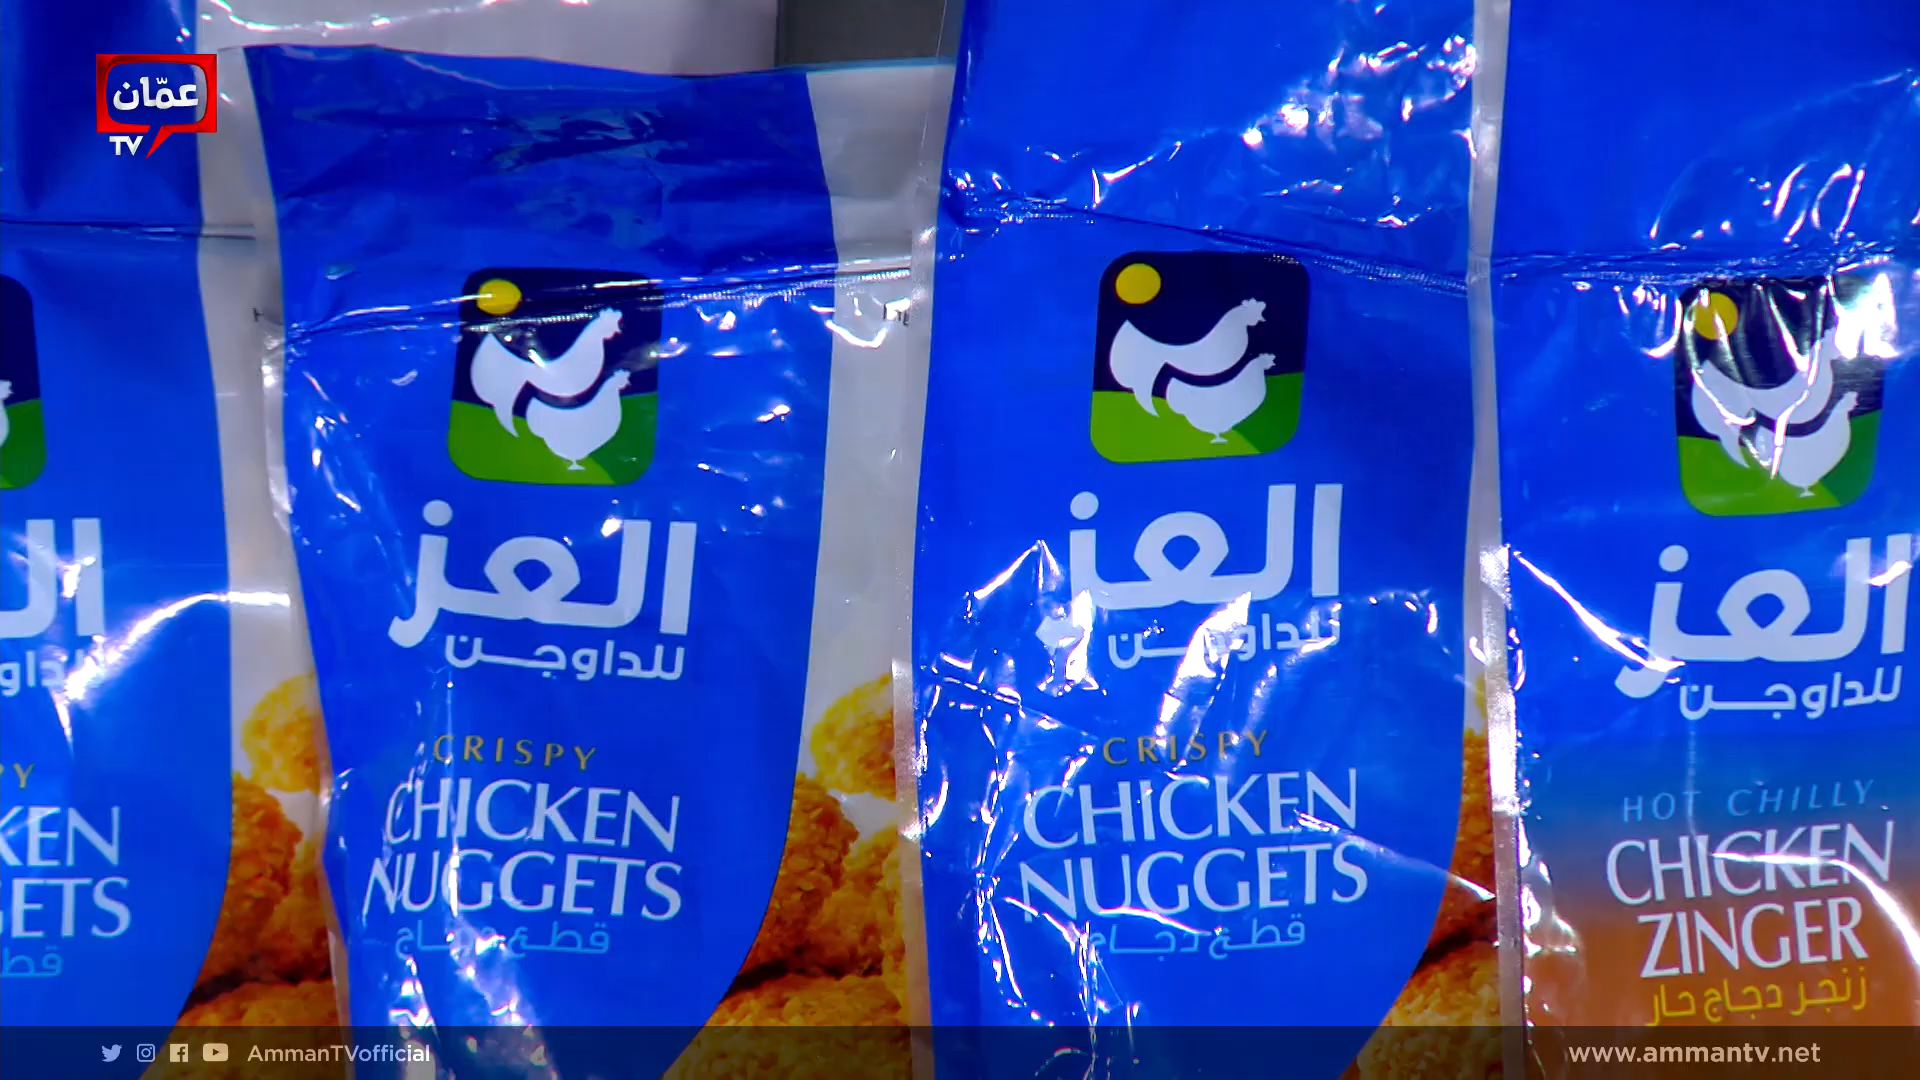 عمّان
TV
العز
للداوجن
CRISPY
CHICKEN
NUGGETS
قطع دجاج
العز
للداوجن
CRISPY
CHICKEN
NUGGETS
قطع دجاج
العز
للداوجن
HOT CHILLY
CHICKEN
ZINGER
زنجر دجاج حار
AmmanTVofficial
www.ammantv.net